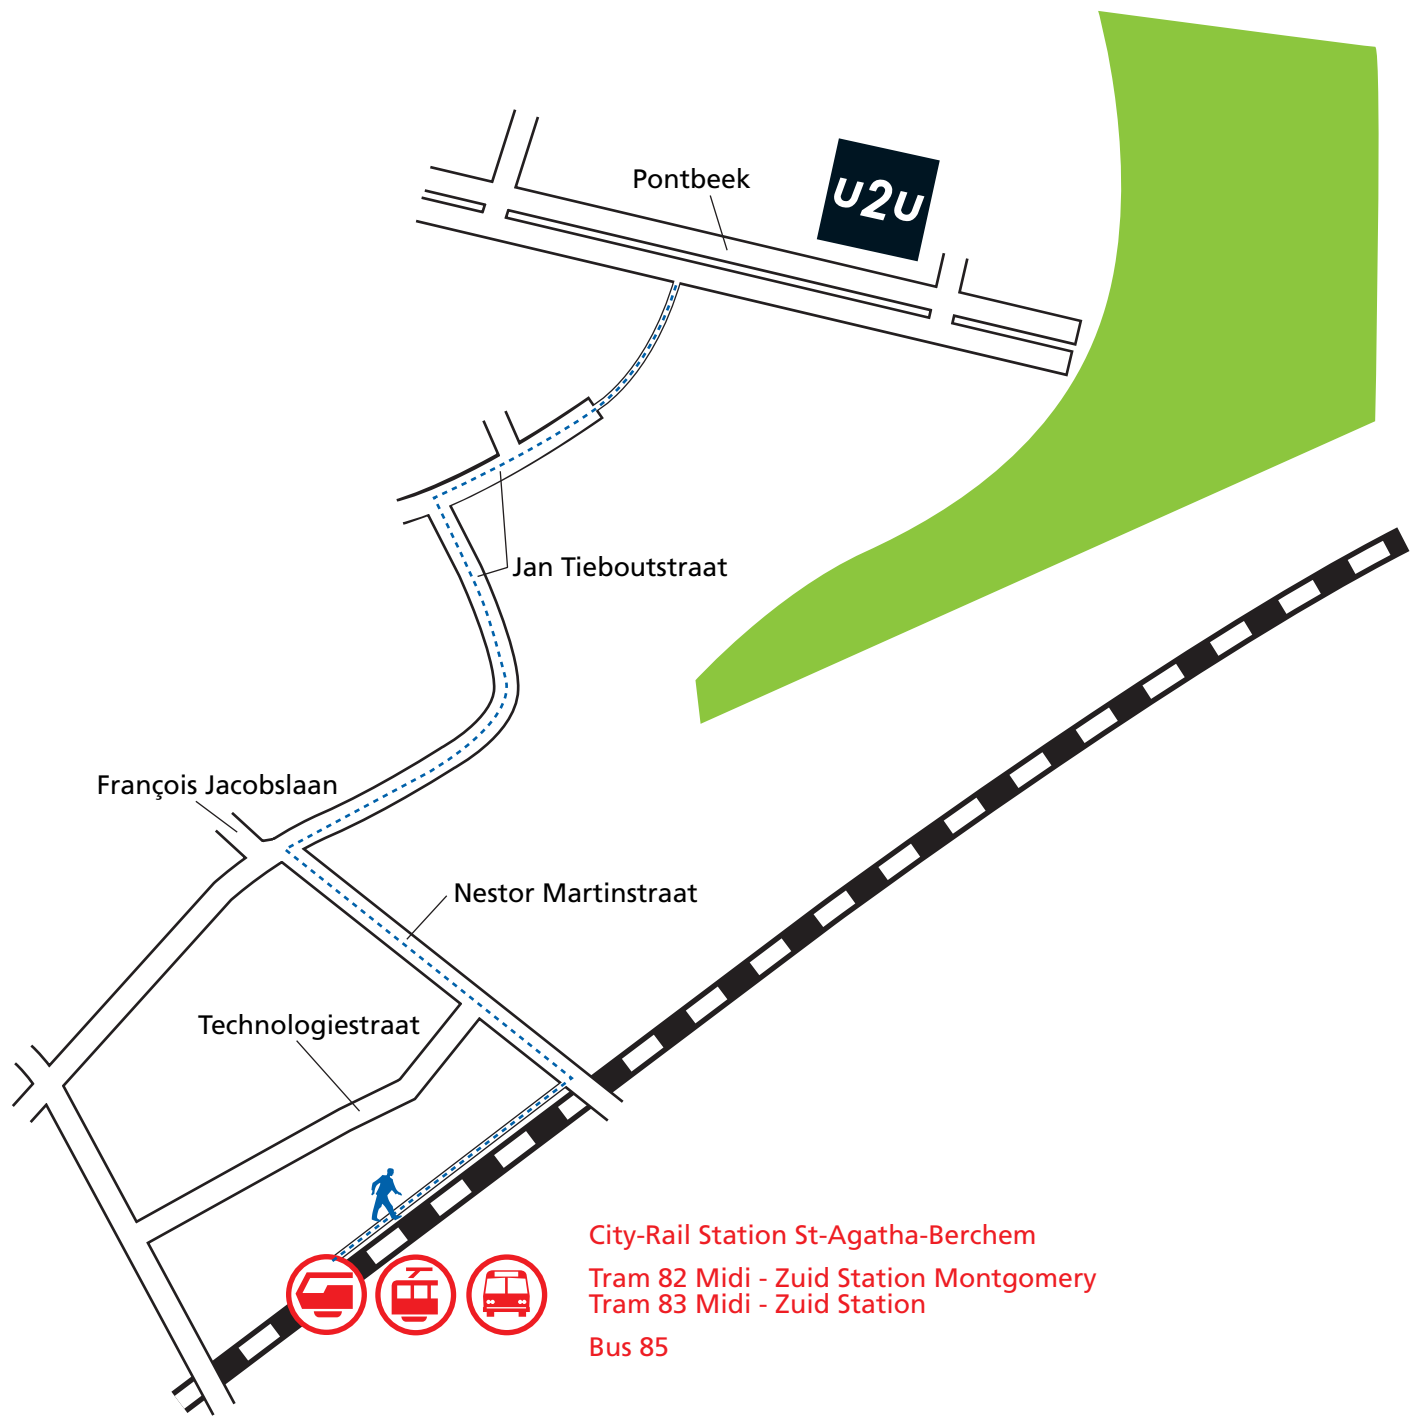 Pontbeek
u2u
Jan Tieboutstraat
François Jacobslaan
Nestor Martinstraat
Technologiestraat
City-Rail Station St-Agatha-Berchem
Tram 82 Midi - Zuid Station Montgomery
Tram 83 Midi - Zuid Station
Bus 85